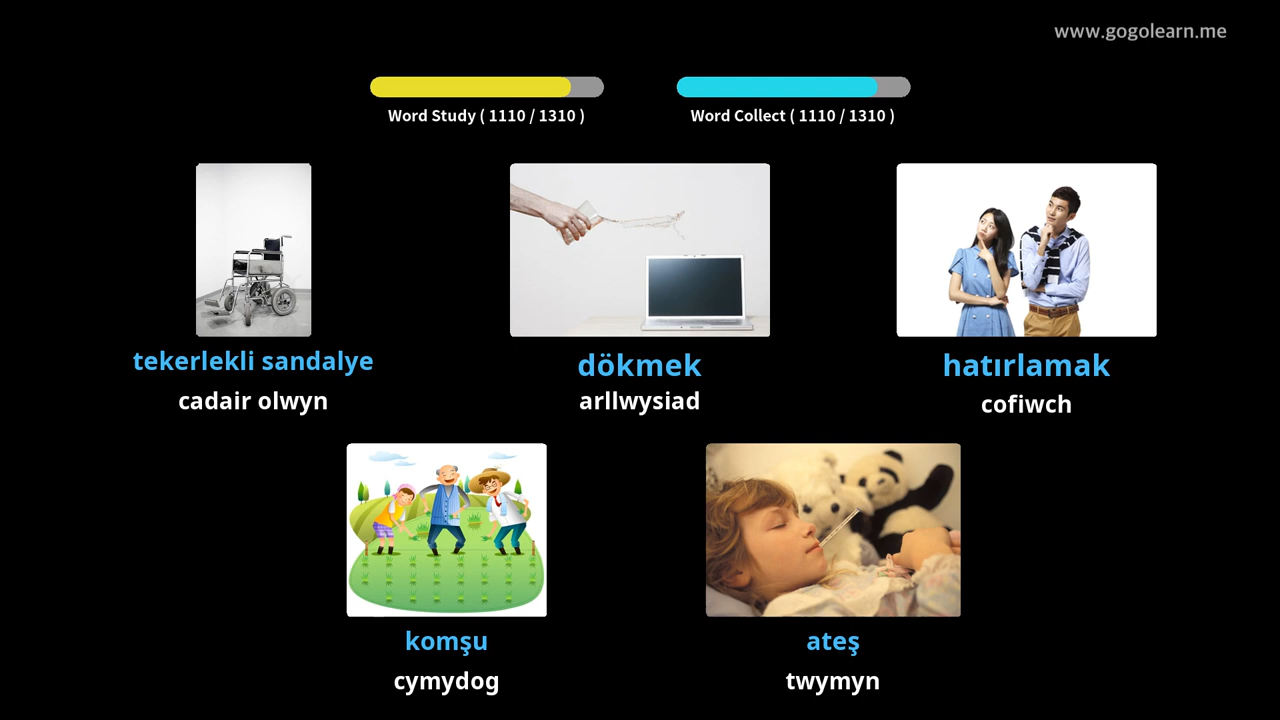 www.gogolearn.me
Word Study ( 1110 / 1310 )
Word Collect ( 1110 / 1310 )
tekerlekli sandalye
cadair olwyn
dökmek
arllwysiad
hatırlamak
cofiwch
komşu
cymydog
ateş
twymyn